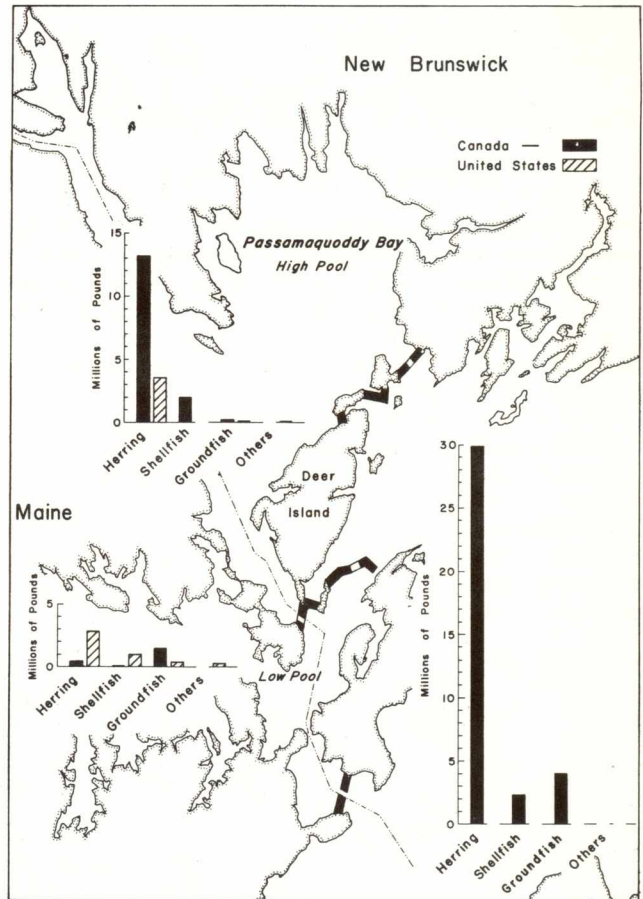 New Brunswick
Canada —
United States
Passamaquoddy Bay
High Pool
15
10
5
0
Millions of Pounds
Herring
Shellfish
Groundfish
Others
Deer
Island
Maine
5
0
Millions of Pounds
Herring
Shellfish
Groundfish
Others
Low Pool
30
25
20
15
10
5
0
Millions of Pounds
Herring
Shellfish
Groundfish
Others